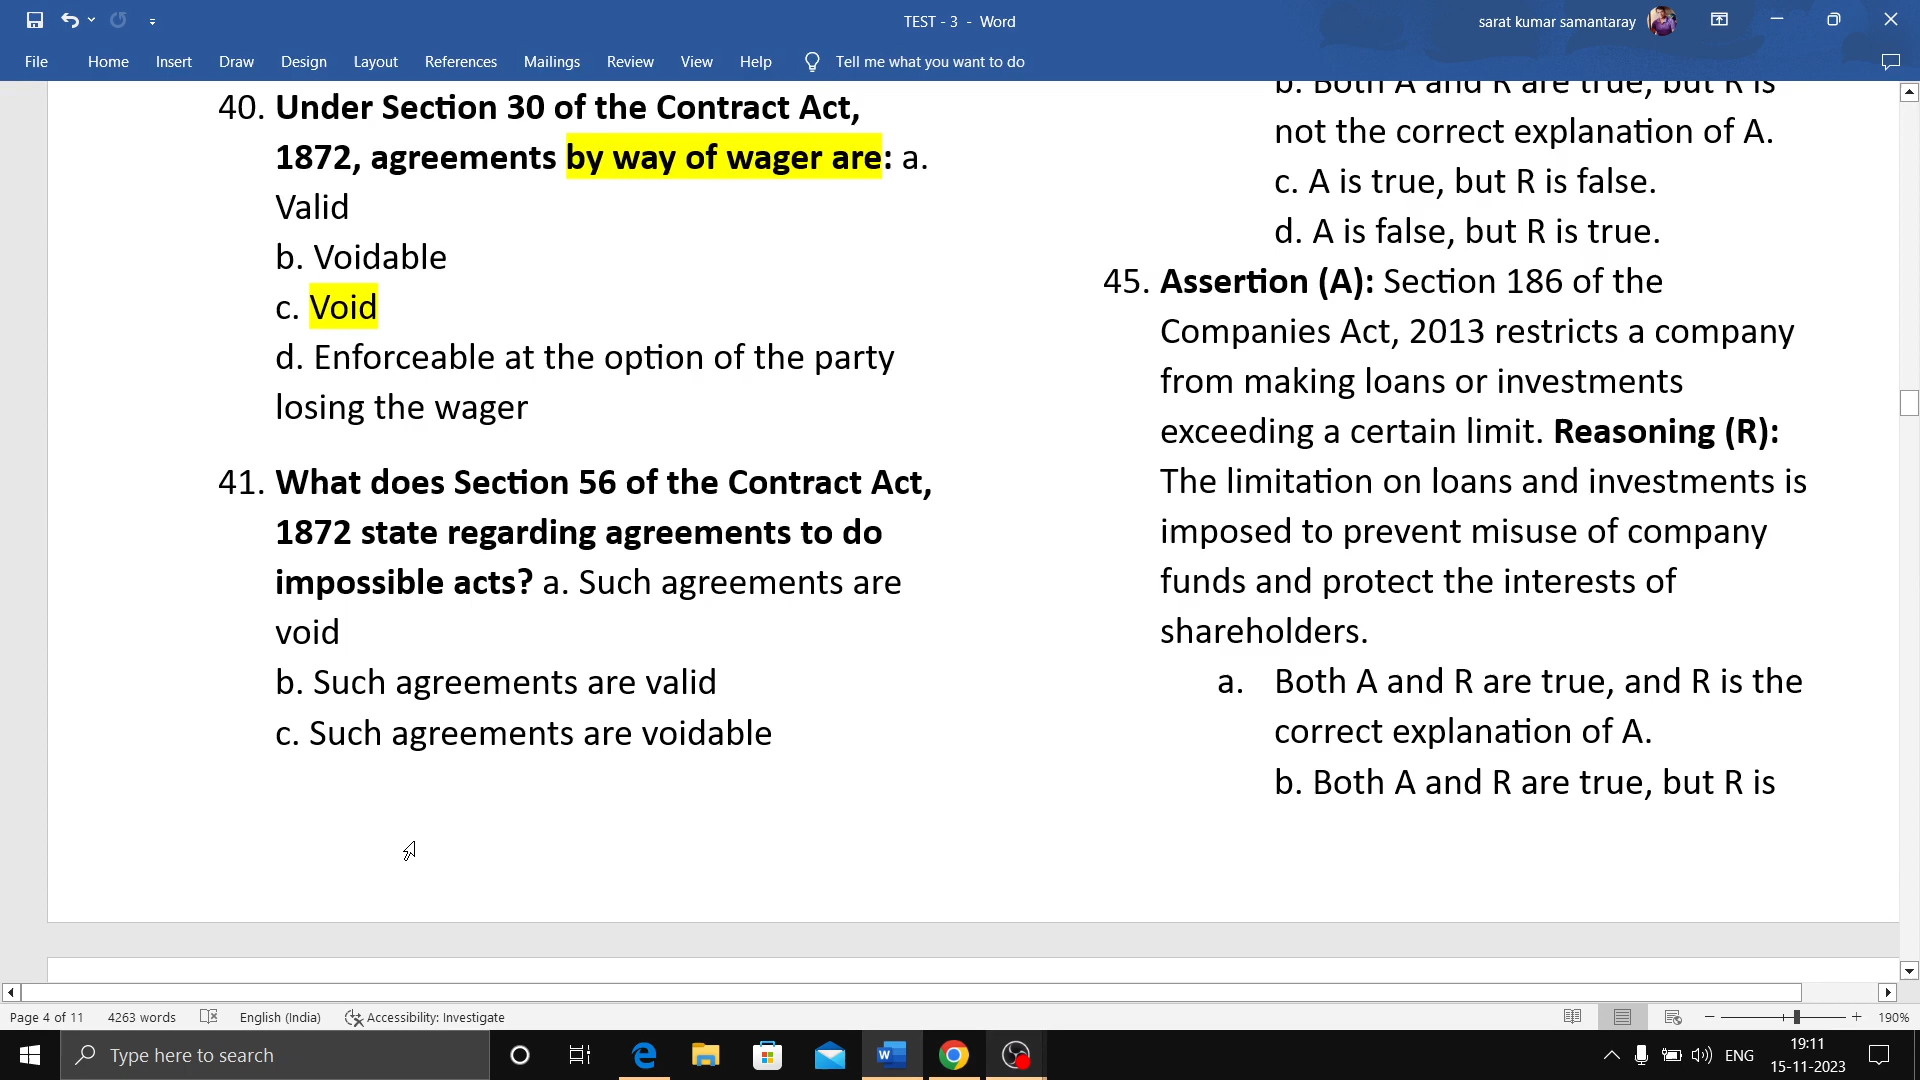 TEST - 3 - Word
sarat kumar samantaray
File Home Insert Draw Design Layout References Mailings Review View Help Tell me what you want to do
40. Under Section 30 of the Contract Act,
1872, agreements by way of wager are: a.
Valid
b. Voidable
c. Void
d. Enforceable at the option of the party
losing the wager
41. What does Section 56 of the Contract Act,
1872 state regarding agreements to do
impossible acts? a. Such agreements are
void
b. Such agreements are valid
c. Such agreements are voidable
b. Both A and R are true, but R is
not the correct explanation of A.
c. A is true, but R is false.
d. A is false, but R is true.
45. Assertion (A): Section 186 of the
Companies Act, 2013 restricts a company
from making loans or investments
exceeding a certain limit. Reasoning (R):
The limitation on loans and investments is
imposed to prevent misuse of company
funds and protect the interests of
shareholders.
a. Both A and R are true, and R is the
correct explanation of A.
b. Both A and R are true, but R is
Page 4 of 11 4263 words English (India) Accessibility: Investigate 190%
Type here to search
ENG
19:11
15-11-2023